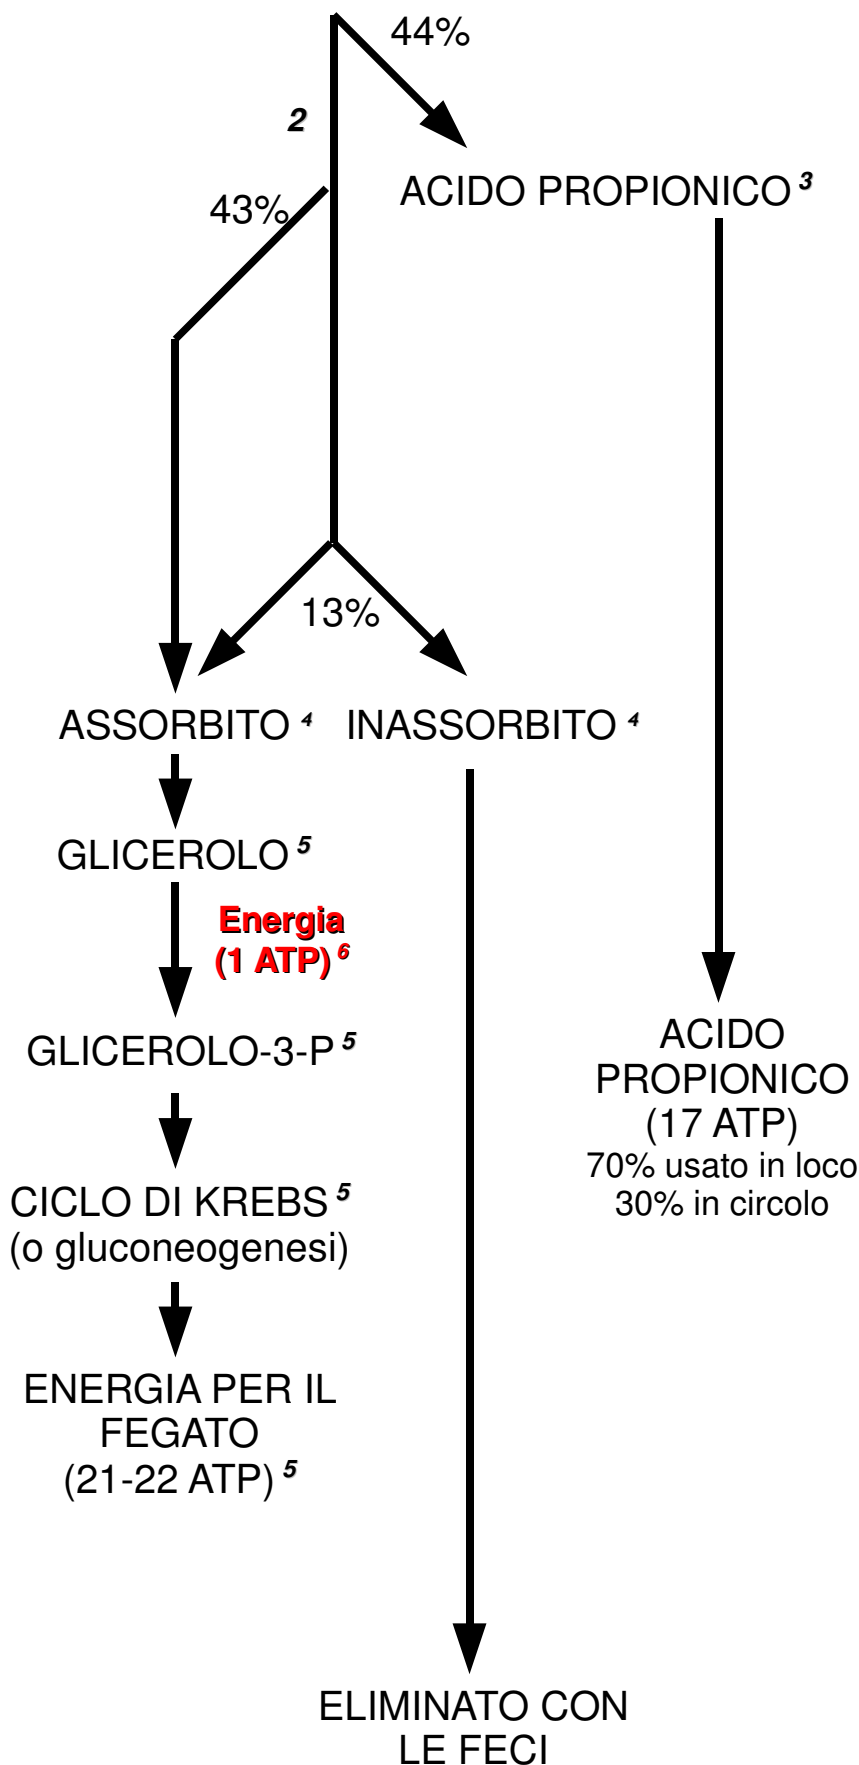 44%
2
ACIDO PROPIONICO 3
43%
13%
ASSORBITO 4
INASSORBITO 4
GLICEROLO 5
Energia
(1 ATP) 6
GLICEROLO-3-P 5
CICLO DI KREBS 5
(o gluconeogenesi)
ENERGIA PER IL
FEGATO
(21-22 ATP) 5
ACIDO
PROPIONICO
(17 ATP)
70% usato in loco
30% in circolo
ELIMINATO CON
LE FECI